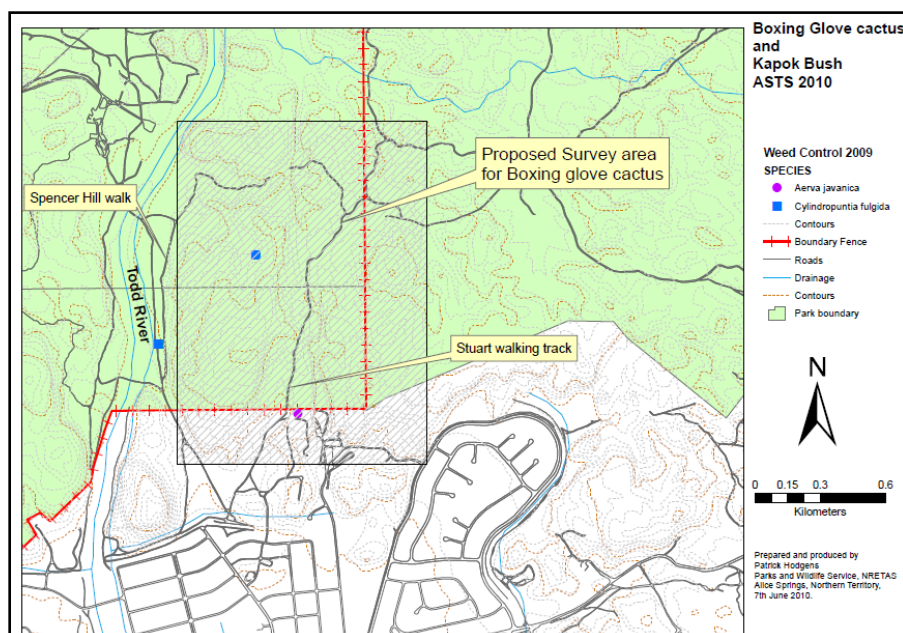 Boxing Glove cactus
and
Kapok Bush
ASTS 2010
Proposed Survey area
for Boxing glove cactus
Spencer Hill walk
Todd River
Stuart walking track
Weed Control 2009
SPECIES
Aerva javanica
Cylindropuntia fulgida
Contours
Boundary Fence
Roads
Drainage
Contours
Park boundary
N
0 0.15 0.3 0.6
Kilometers
Prepared and produced by
Patrick Hodgens
Parks and Wildlife Service, NRETAS
Alice Springs, Northern Territory,
7th June 2010.